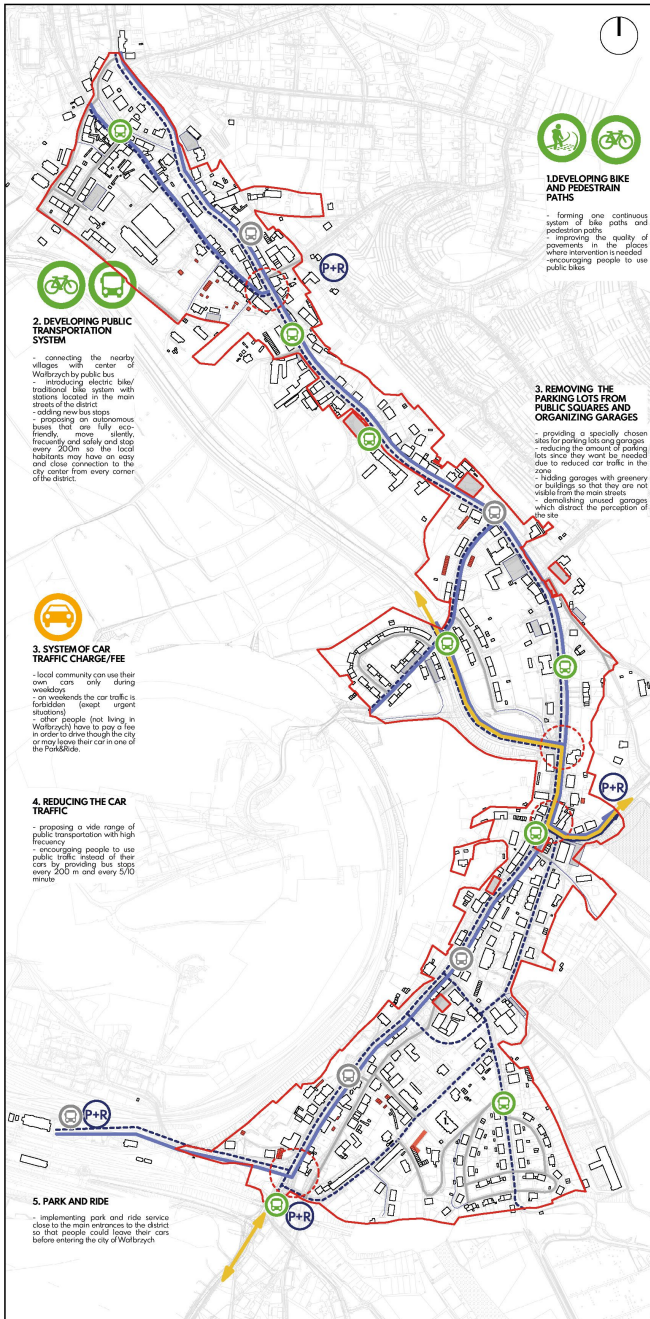 1.DEVELOPING BIKE
AND PEDESTRAIN
PATHS
- forming one continuous
system of bike paths and
pedestrian paths
- improving the quality of
pavements in the places
where intervention is needed
-encouraging people to use
public bikes
P+R
2. DEVELOPING PUBLIC
TRANSPORTATION
SYSTEM
- connecting the nearby
villages with center of
Wałbrzych by public bus
- introducing electric bike/
traditional bike system with
stations located in the main
streets of the district
- adding new bus stops
- proposing an autonomous
buses that are fully eco-
friendly, move silently,
frecuently and safely and stop
every 200m so the local
habitants may have an easy
and close connection to the
city center from every corner
of the district.
3. REMOVING THE
PARKING LOTS FROM
PUBLIC SQUARES AND
ORGANIZING GARAGES
- providing a specially chosen
sites for parking lots ang garages
- reducing the amount of parking
lots since they want be needed
due to reduced car traffic in the
zone
- hidding garages with greenery
or buildings so that they are not
visible from the main streets
- demolishing unused garages
which distract the perception of
the site
3. SYSTEM OF CAR
TRAFFIC CHARGE/FEE
- local community can use their
own cars only during
weekdays
- on weekends the car traffic is
forbidden (exept urgent
situations)
- other people (not living in
Wałbrzych) have to pay a fee
in order to drive though the city
or may leave their car in one of
the Park&Ride.
P+R
4. REDUCING THE CAR
TRAFFIC
- proposing a wide range of
public transportation with high
frecuency
- encourgaing people to use
public traffic instead of their
cars by providing bus stops
every 200 m and every 5/10
minute
P+R
5. PARK AND RIDE
- implementing park and ride service
close to the main entrances to the district
so that people could leave their cars
before entering the city of Wałbrzych
P+R